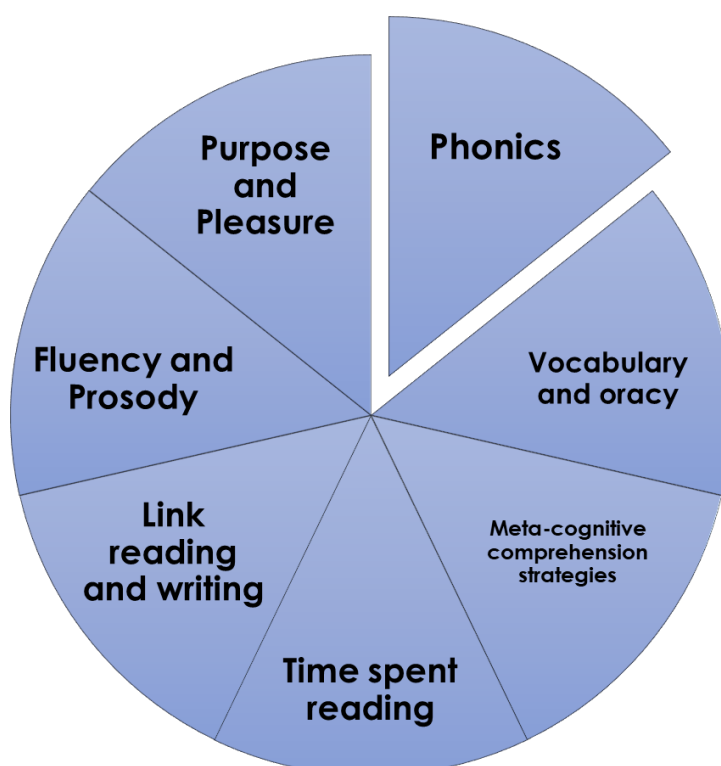 Phonics
Vocabulary
and oracy
Meta-cognitive
comprehension
strategies
Time spent
reading
Link
reading
and writing
Fluency and
Prosody
Purpose
and
Pleasure